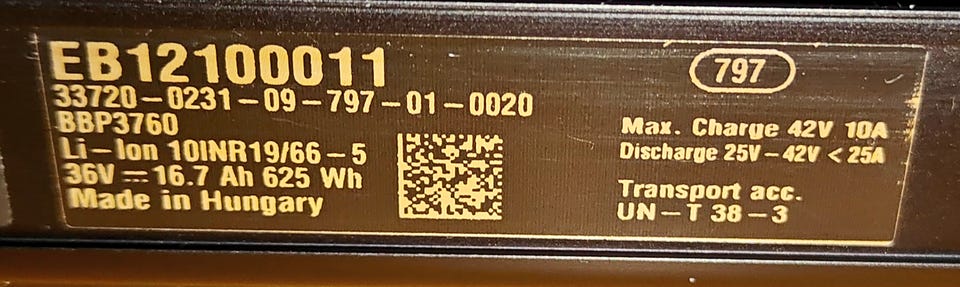 EB12100011
797
33720-0231-09-797-01-0020
BBP3760
Li-Ion 10INR19/66-5
36V ⎓ 16.7 Ah 625 Wh
Made in Hungary
Max. Charge 42V 10A
Discharge 25V-42V < 25A
Transport acc.
UN-T 38-3